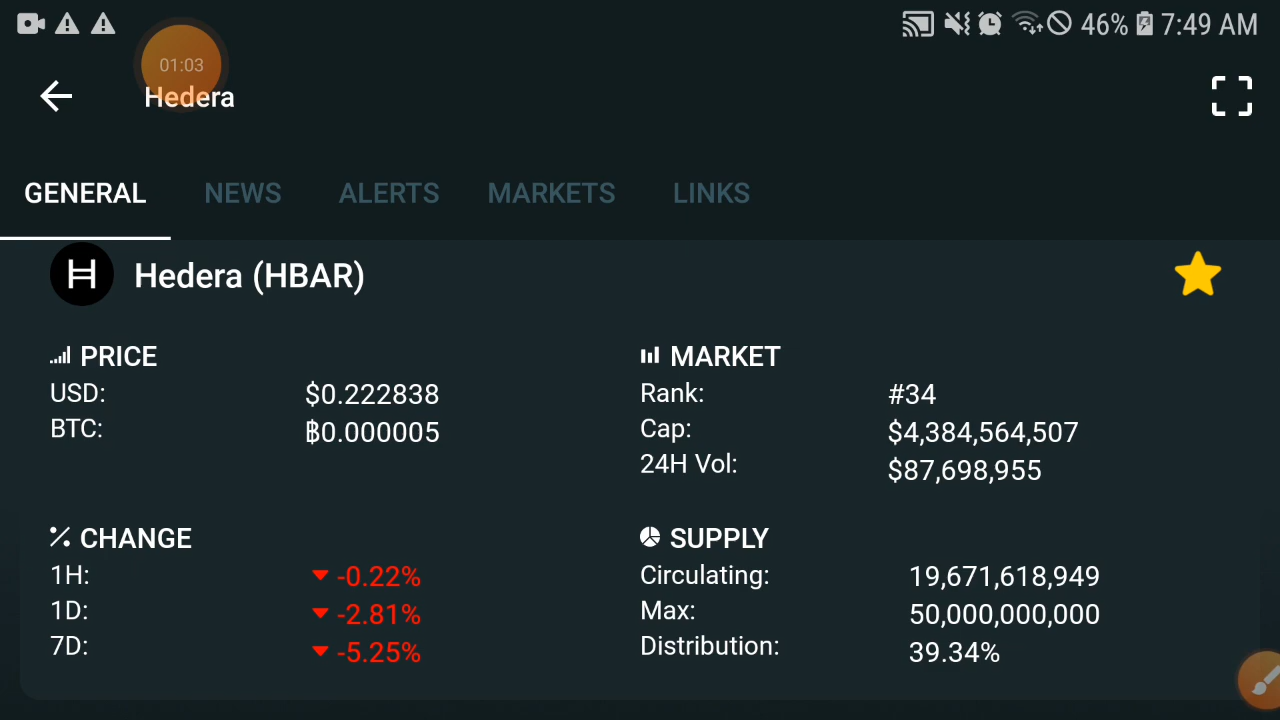 46% 7:49 AM
01:03
Hedera
GENERAL NEWS ALERTS MARKETS LINKS
H Hedera (HBAR)
PRICE
USD: $0.222838
BTC: ฿0.000005
MARKET
Rank: #34
Cap: $4,384,564,507
24H Vol: $87,698,955
CHANGE
1H: -0.22%
1D: -2.81%
7D: -5.25%
SUPPLY
Circulating: 19,671,618,949
Max: 50,000,000,000
Distribution: 39.34%